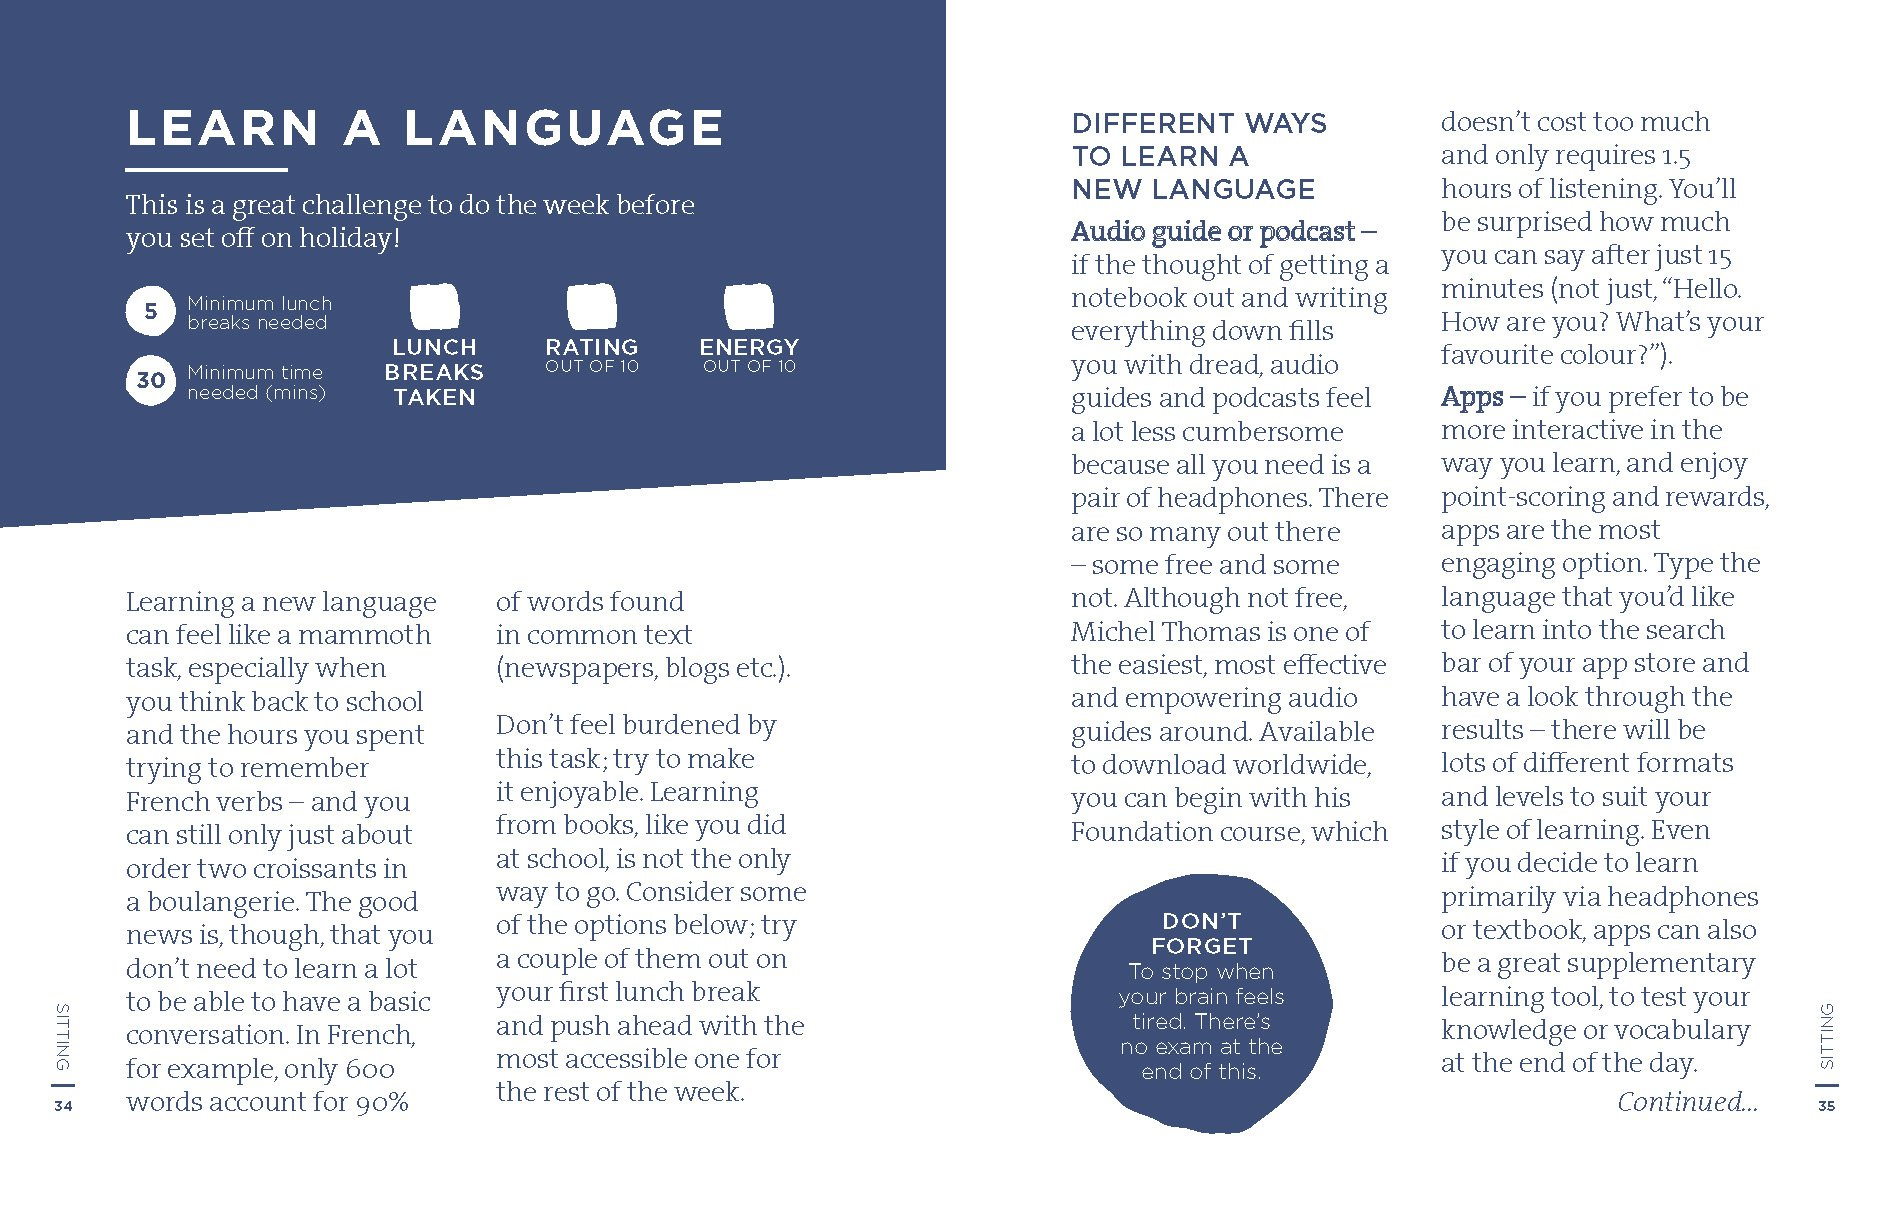 LEARN A LANGUAGE
This is a great challenge to do the week before
you set off on holiday!
5
Minimum lunch
breaks needed
30
Minimum time
needed (mins)
LUNCH
BREAKS
TAKEN
RATING
OUT OF 10
ENERGY
OUT OF 10
Learning a new language
can feel like a mammoth
task, especially when
you think back to school
and the hours you spent
trying to remember
French verbs – and you
can still only just about
order two croissants in
a boulangerie. The good
news is, though, that you
don’t need to learn a lot
to be able to have a basic
conversation. In French,
for example, only 600
words account for 90%
of words found
in common text
(newspapers, blogs etc.).
Don’t feel burdened by
this task; try to make
it enjoyable. Learning
from books, like you did
at school, is not the only
way to go. Consider some
of the options below; try
a couple of them out on
your first lunch break
and push ahead with the
most accessible one for
the rest of the week.
SITTING
34
DIFFERENT WAYS
TO LEARN A
NEW LANGUAGE
Audio guide or podcast –
if the thought of getting a
notebook out and writing
everything down fills
you with dread, audio
guides and podcasts feel
a lot less cumbersome
because all you need is a
pair of headphones. There
are so many out there
– some free and some
not. Although not free,
Michel Thomas is one of
the easiest, most effective
and empowering audio
guides around. Available
to download worldwide,
you can begin with his
Foundation course, which
DON’T
FORGET
To stop when
your brain feels
tired. There’s
no exam at the
end of this.
doesn’t cost too much
and only requires 1.5
hours of listening. You’ll
be surprised how much
you can say after just 15
minutes (not just, “Hello.
How are you? What’s your
favourite colour?”).
Apps – if you prefer to be
more interactive in the
way you learn, and enjoy
point-scoring and rewards,
apps are the most
engaging option. Type the
language that you’d like
to learn into the search
bar of your app store and
have a look through the
results – there will be
lots of different formats
and levels to suit your
style of learning. Even
if you decide to learn
primarily via headphones
or textbook, apps can also
be a great supplementary
learning tool, to test your
knowledge or vocabulary
at the end of the day.
Continued...
SITTING
35